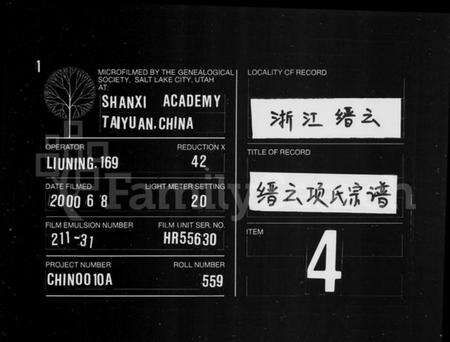 1
MICROFILMED BY THE GENEALOGICAL
SOCIETY, SALT LAKE CITY, UTAH
AT:
SHANXI ACADEMY
TAIYUAN.CHINA
OPERATOR
REDUCTION X
LIUNING.169
42
DATE FILMED
LIGHT METER SETTING
2000 6 8
20
FILM EMULSION NUMBER
FILM UNIT SER. NO.
211-31
HR55630
PROJECT NUMBER
ROLL NUMBER
CHIN0010A
559
LOCALITY OF RECORD
浙江缙云
TITLE OF RECORD
缙云项氏宗谱
ITEM
4
FamilySearch